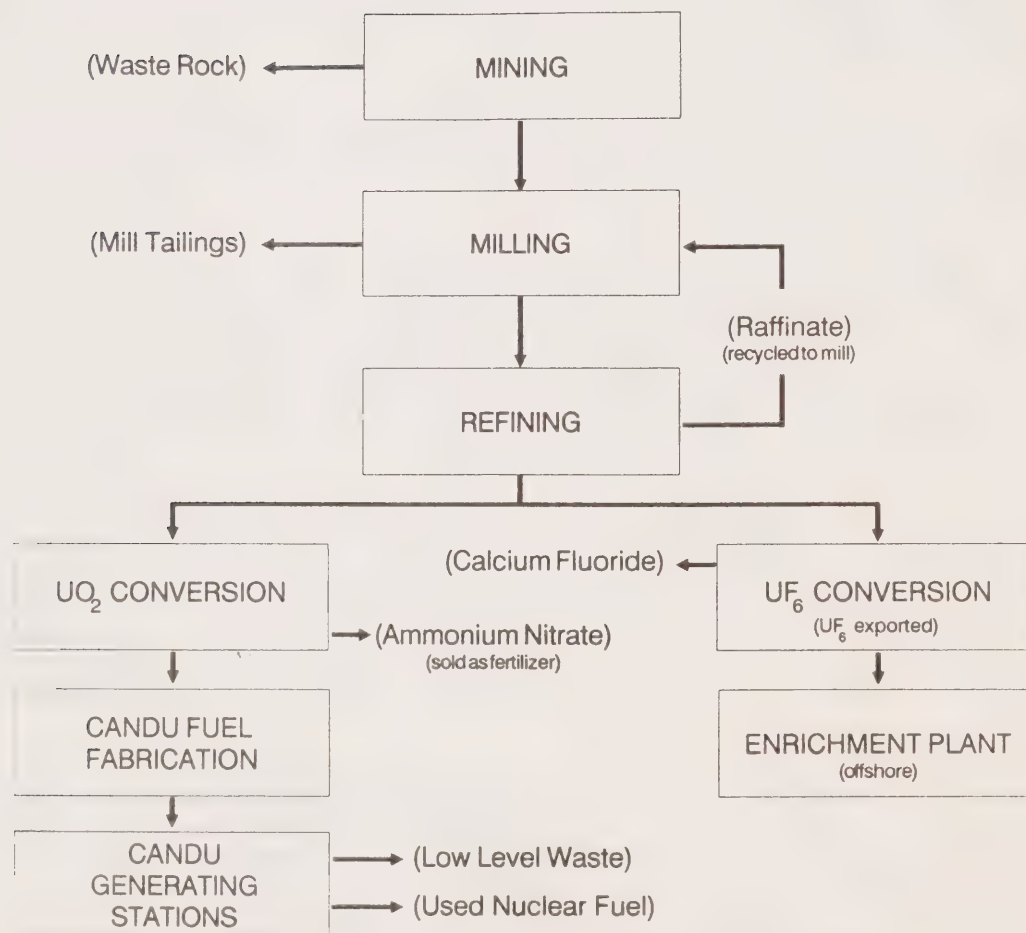 MINING
(Waste Rock)
MILLING
(Mill Tailings)
(Raffinate)
(recycled to mill)
REFINING
UO₂ CONVERSION
(Ammonium Nitrate)
(sold as fertilizer)
(Calcium Fluoride)
UF₆ CONVERSION
(UF₆ exported)
CANDU FUEL
FABRICATION
ENRICHMENT PLANT
(offshore)
CANDU
GENERATING
STATIONS
(Low Level Waste)
(Used Nuclear Fuel)